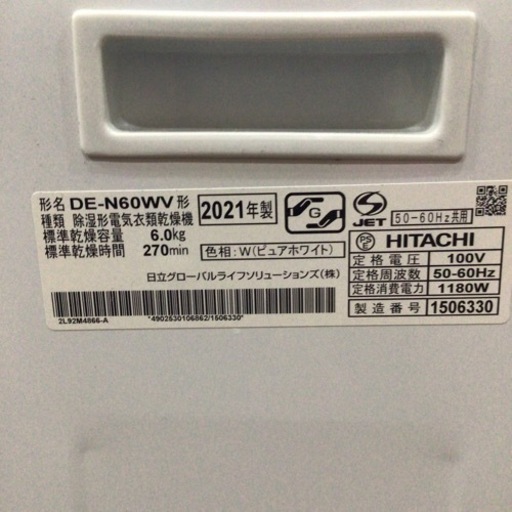 形名 DE-N60WV 形
種類 除湿形電気衣類乾燥機
標準乾燥容量 6.0kg
標準乾燥時間 270min
2021年製
色相:W(ピュアホワイト)
日立グローバルライフソリューションズ(株)
2L92M4866-A
*4902530106862/1506330*
G
S JET
50-60Hz共用
PS E HITACHI
定格電圧 100V
定格周波数 50-60Hz
定格消費電力 1180W
製造番号 1506330